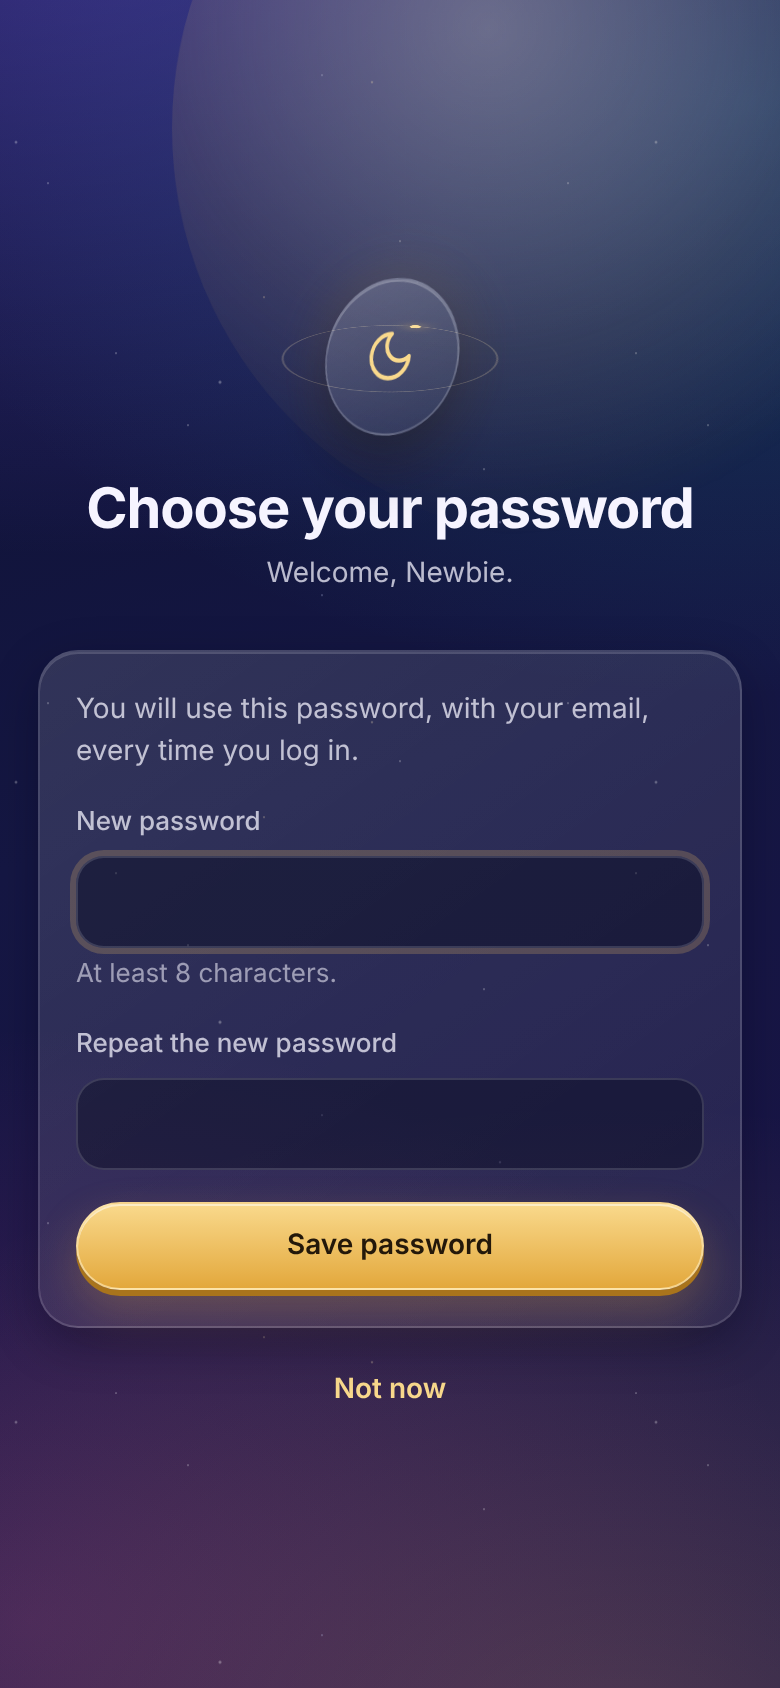 Choose your password
Welcome, Newbie.
You will use this password, with your email,
every time you log in.
New password
At least 8 characters.
Repeat the new password
Save password
Not now